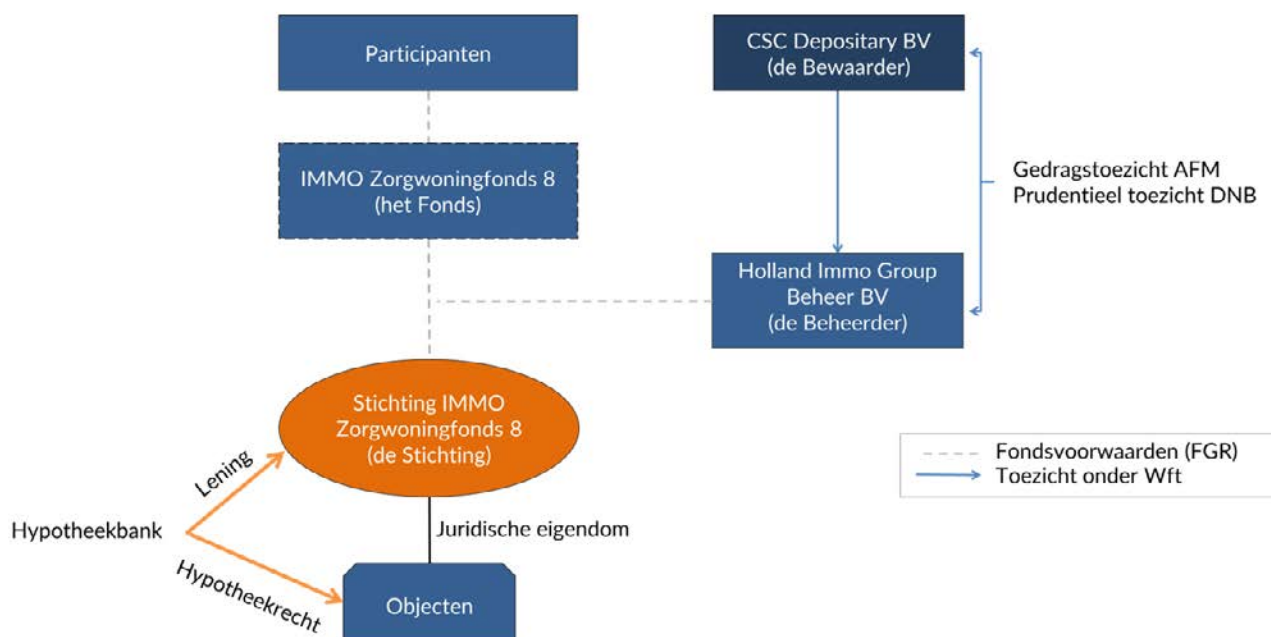 Participanten
CSC Depositary BV
(de Bewaarder)
IMMO Zorgwoningfonds 8
(het Fonds)
Gedragstoezicht AFM
Prudentieel toezicht DNB
Holland Immo Group
Beheer BV
(de Beheerder)
Stichting IMMO
Zorgwoningfonds 8
(de Stichting)
Fondsvoorwaarden (FGR)
Toezicht onder Wft
Lening
Hypotheekbank
Juridische eigendom
Hypotheekrecht
Objecten